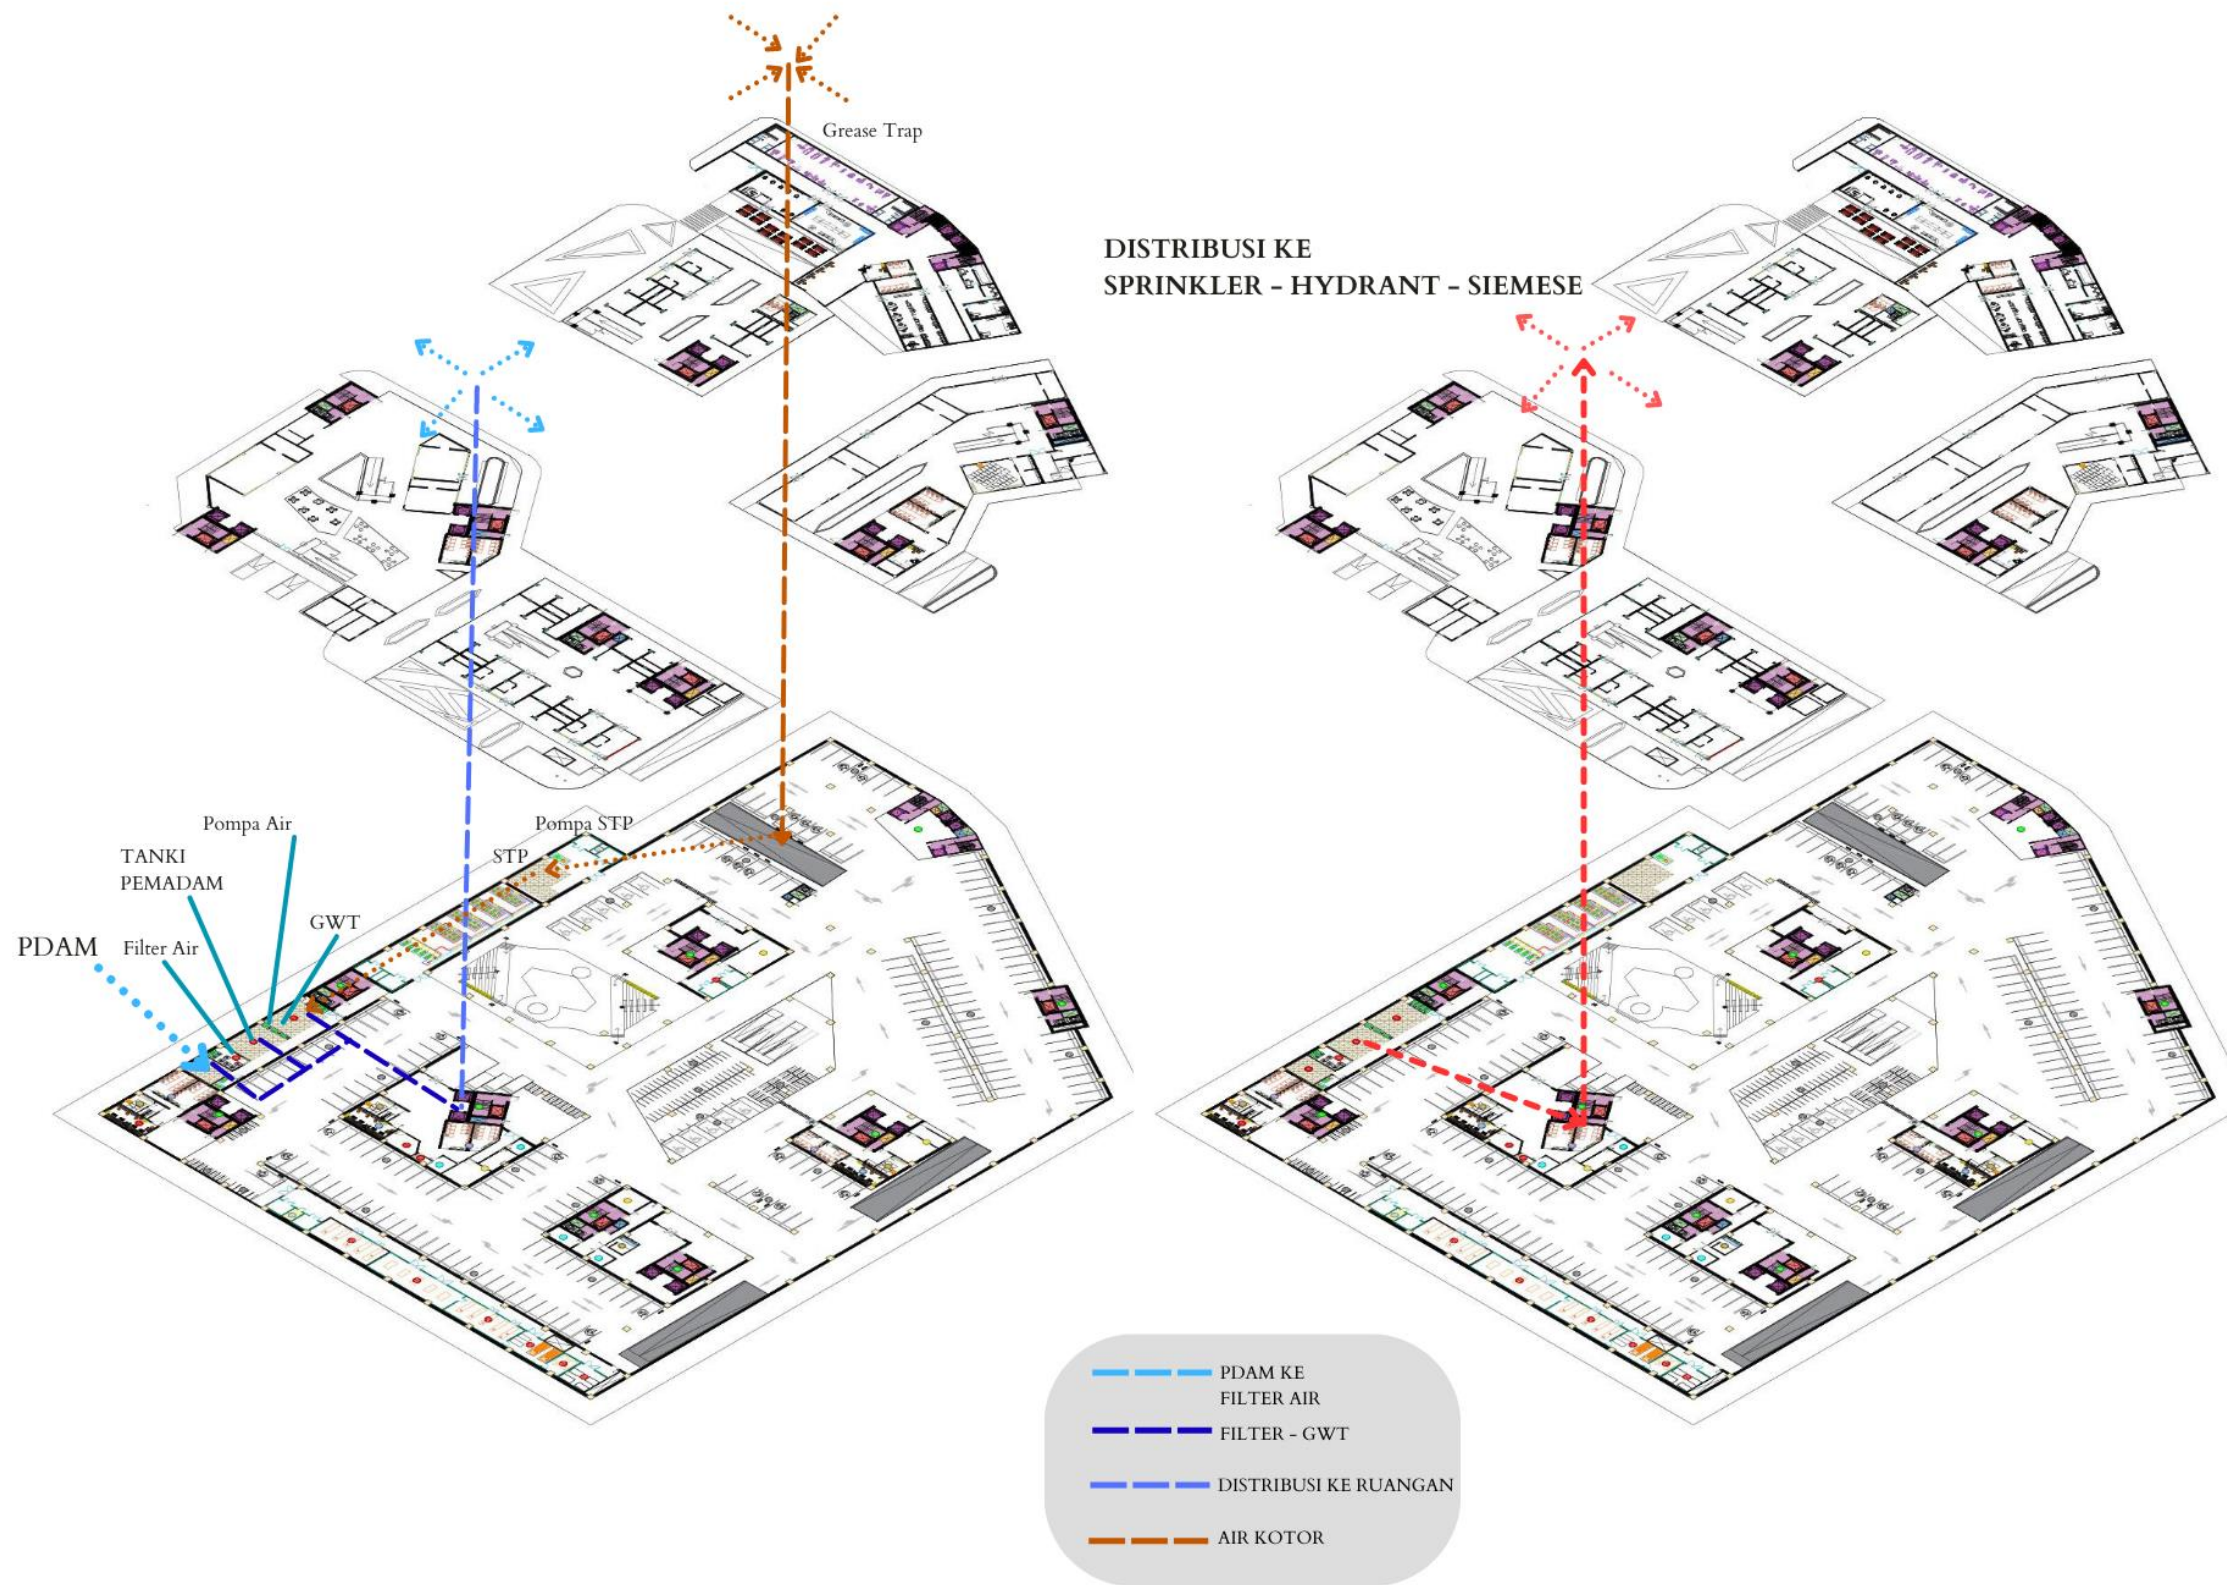 Grease Trap
DISTRIBUSI KE
SPRINKLER - HYDRANT - SIEMESE
Pompa Air
Pompa STP
TANKI
PEMADAM
STP
GWT
PDAM
Filter Air
PDAM KE
FILTER AIR
FILTER - GWT
DISTRIBUSI KE RUANGAN
AIR KOTOR